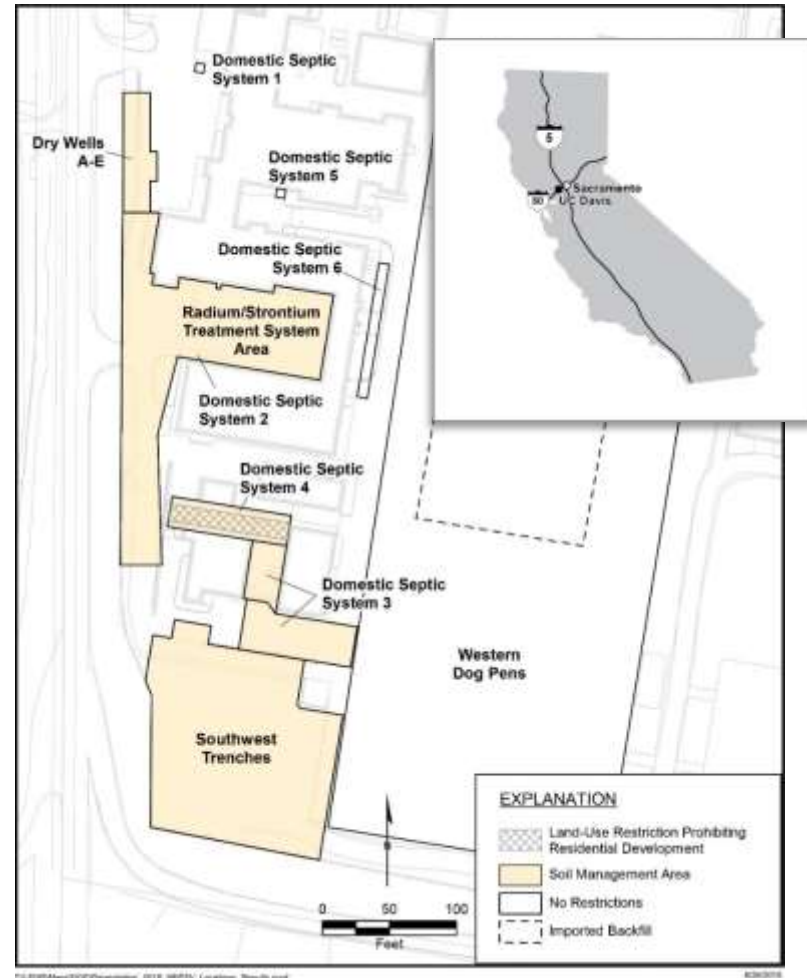 Domestic Septic
System 1
Dry Wells
A-E
Domestic Septic
System 5
Domestic Septic
System 6
Radium/Strontium
Treatment System
Area
Domestic Septic
System 2
Domestic Septic
System 4
Domestic Septic
System 3
Western
Dog Pens
Southwest
Trenches
5
80
Sacramento
UC Davis
N
0 50 100
Feet
EXPLANATION
Land-Use Restriction Prohibiting
Residential Development
Soil Management Area
No Restrictions
Imported Backfill